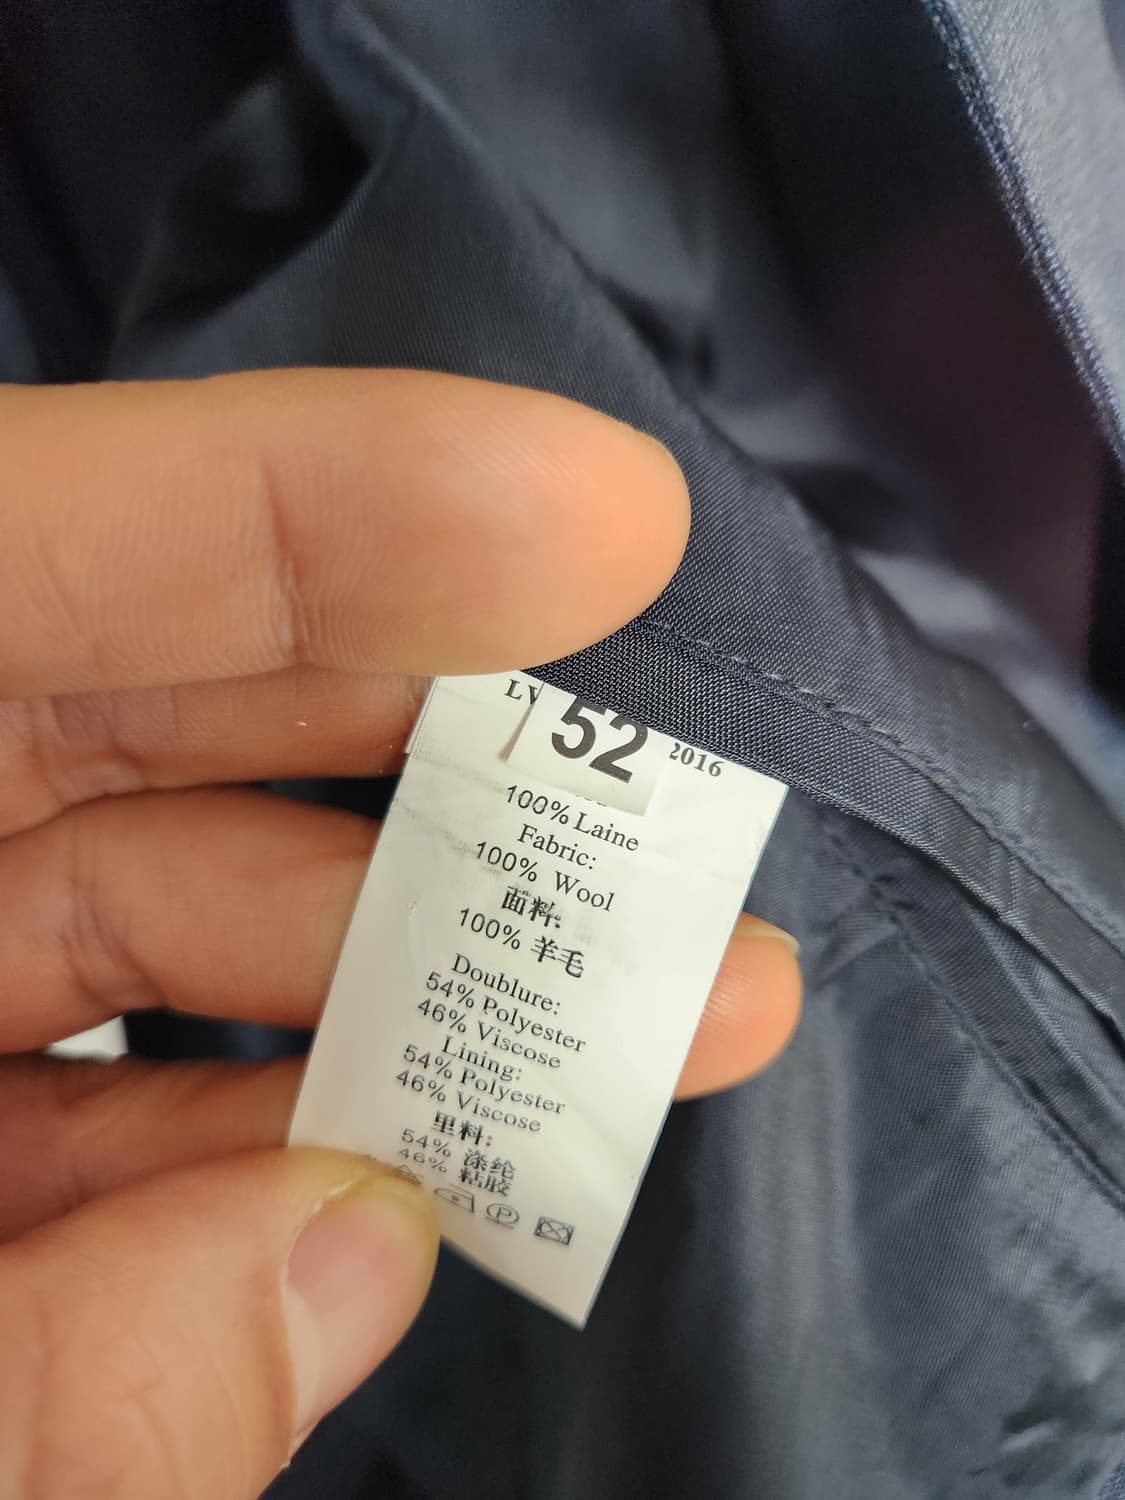 LV
52
2016
100% Laine
Fabric:
100% Wool
面料:
100% 羊毛
Doublure:
54% Polyester
46% Viscose
Lining:
54% Polyester
46% Viscose
里料:
54% 涤纶
46% 粘胶
P